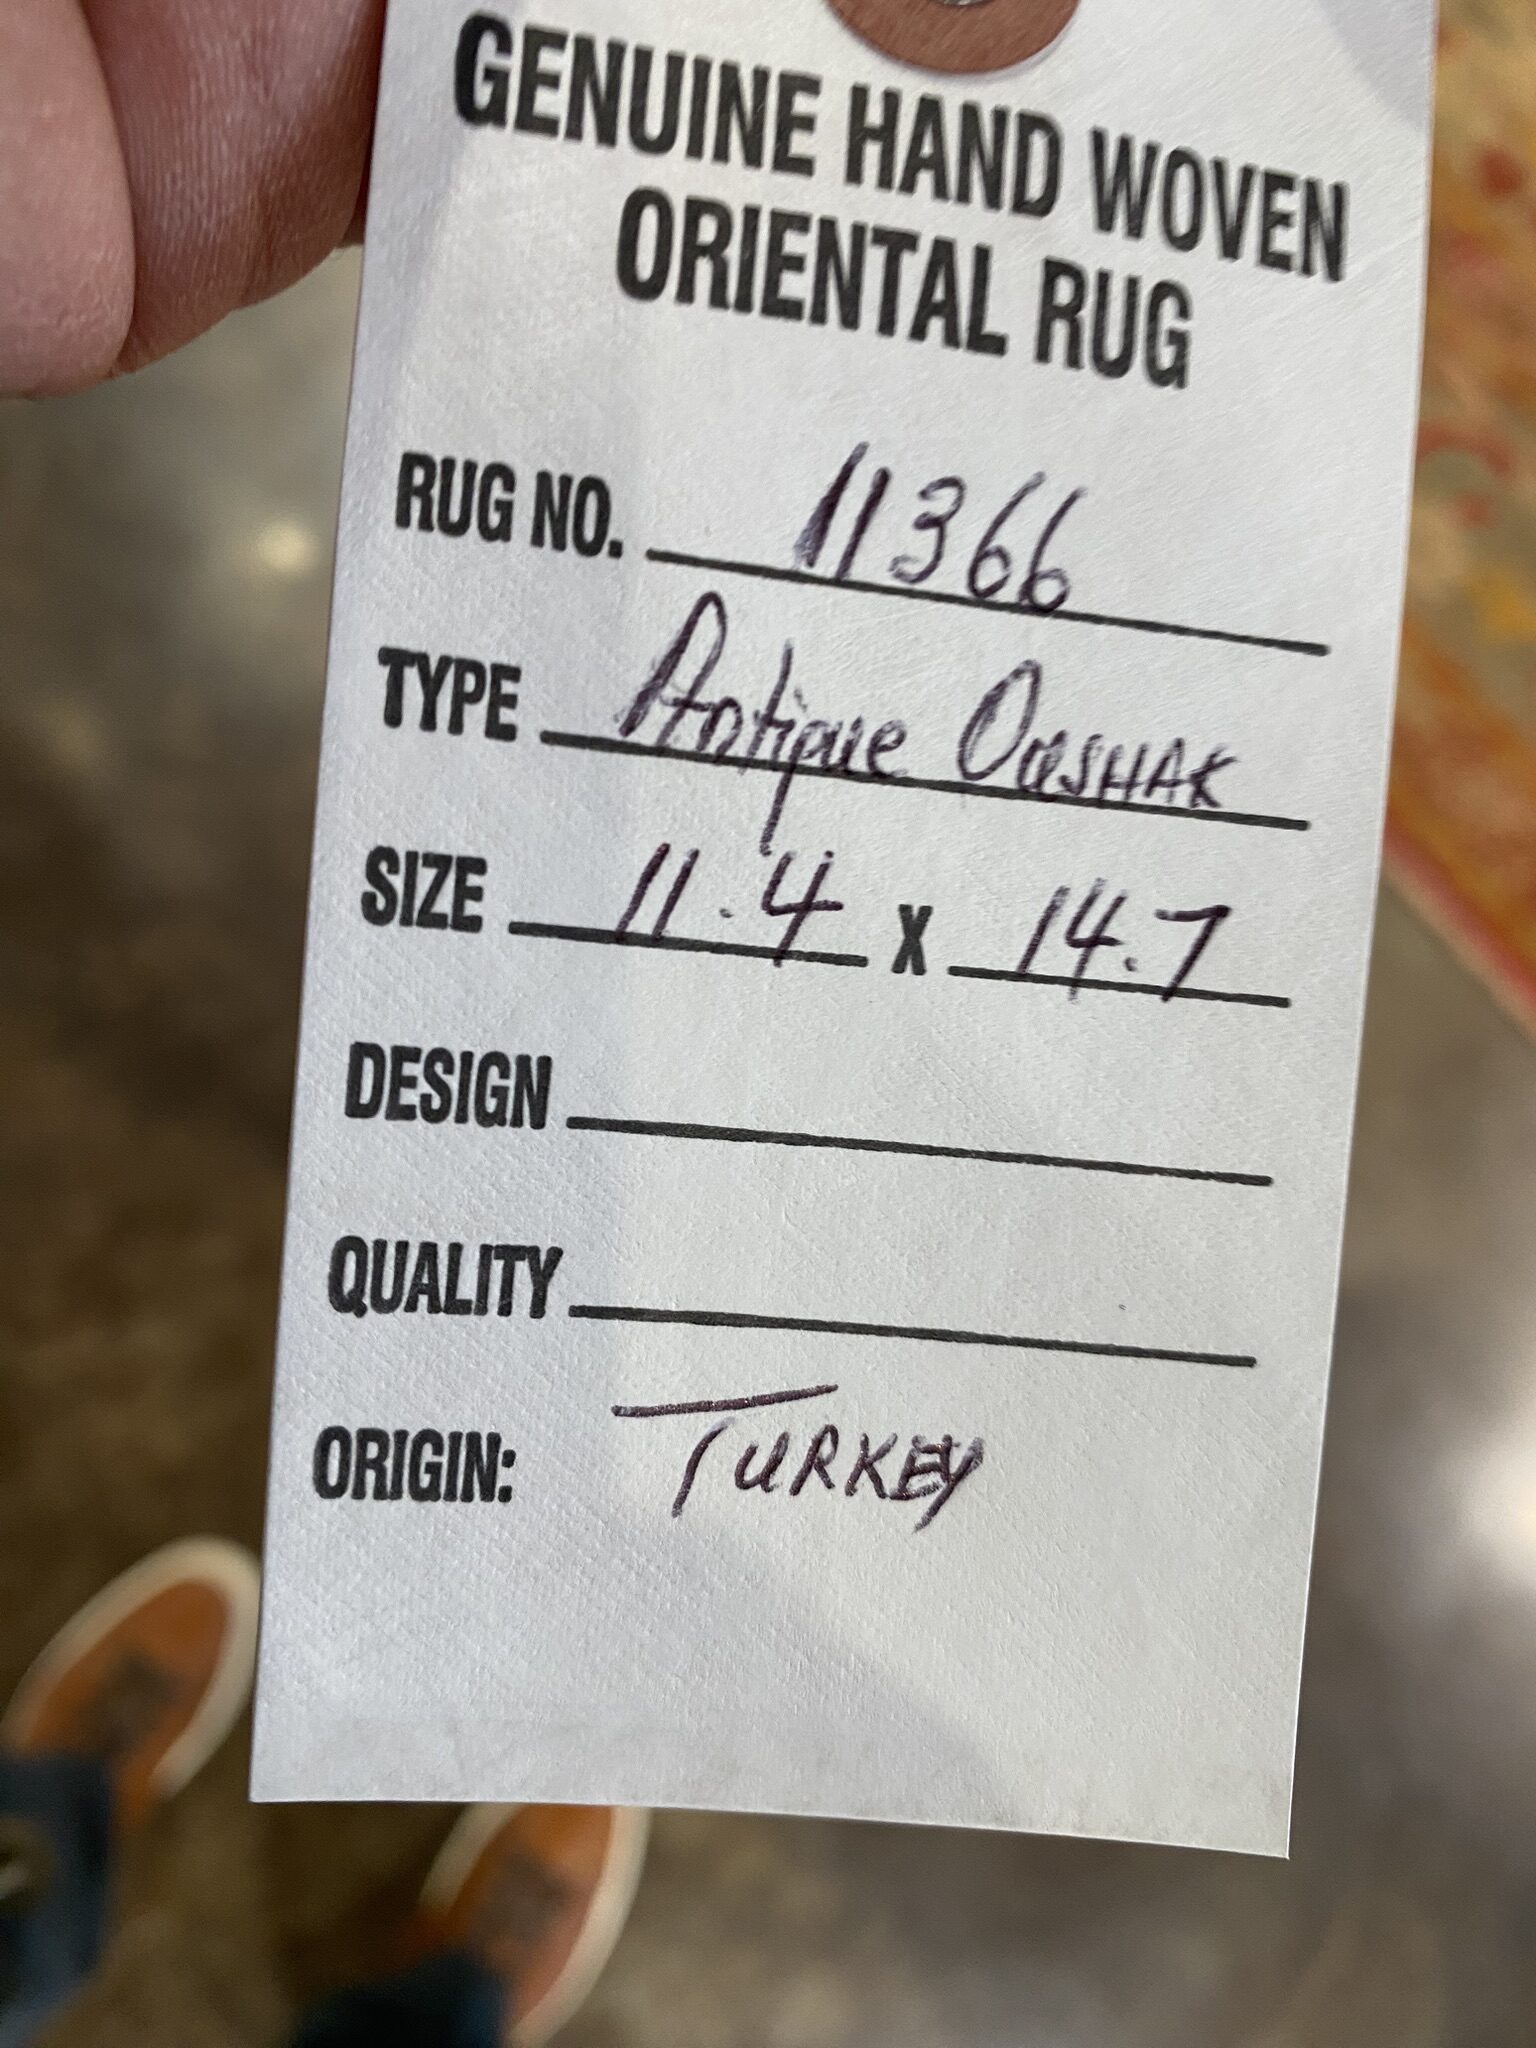 GENUINE HAND WOVEN
ORIENTAL RUG
RUG NO. 11366
TYPE Antique OuSHAK
SIZE 11.4 X 14.7
DESIGN
QUALITY
ORIGIN: TURKEY